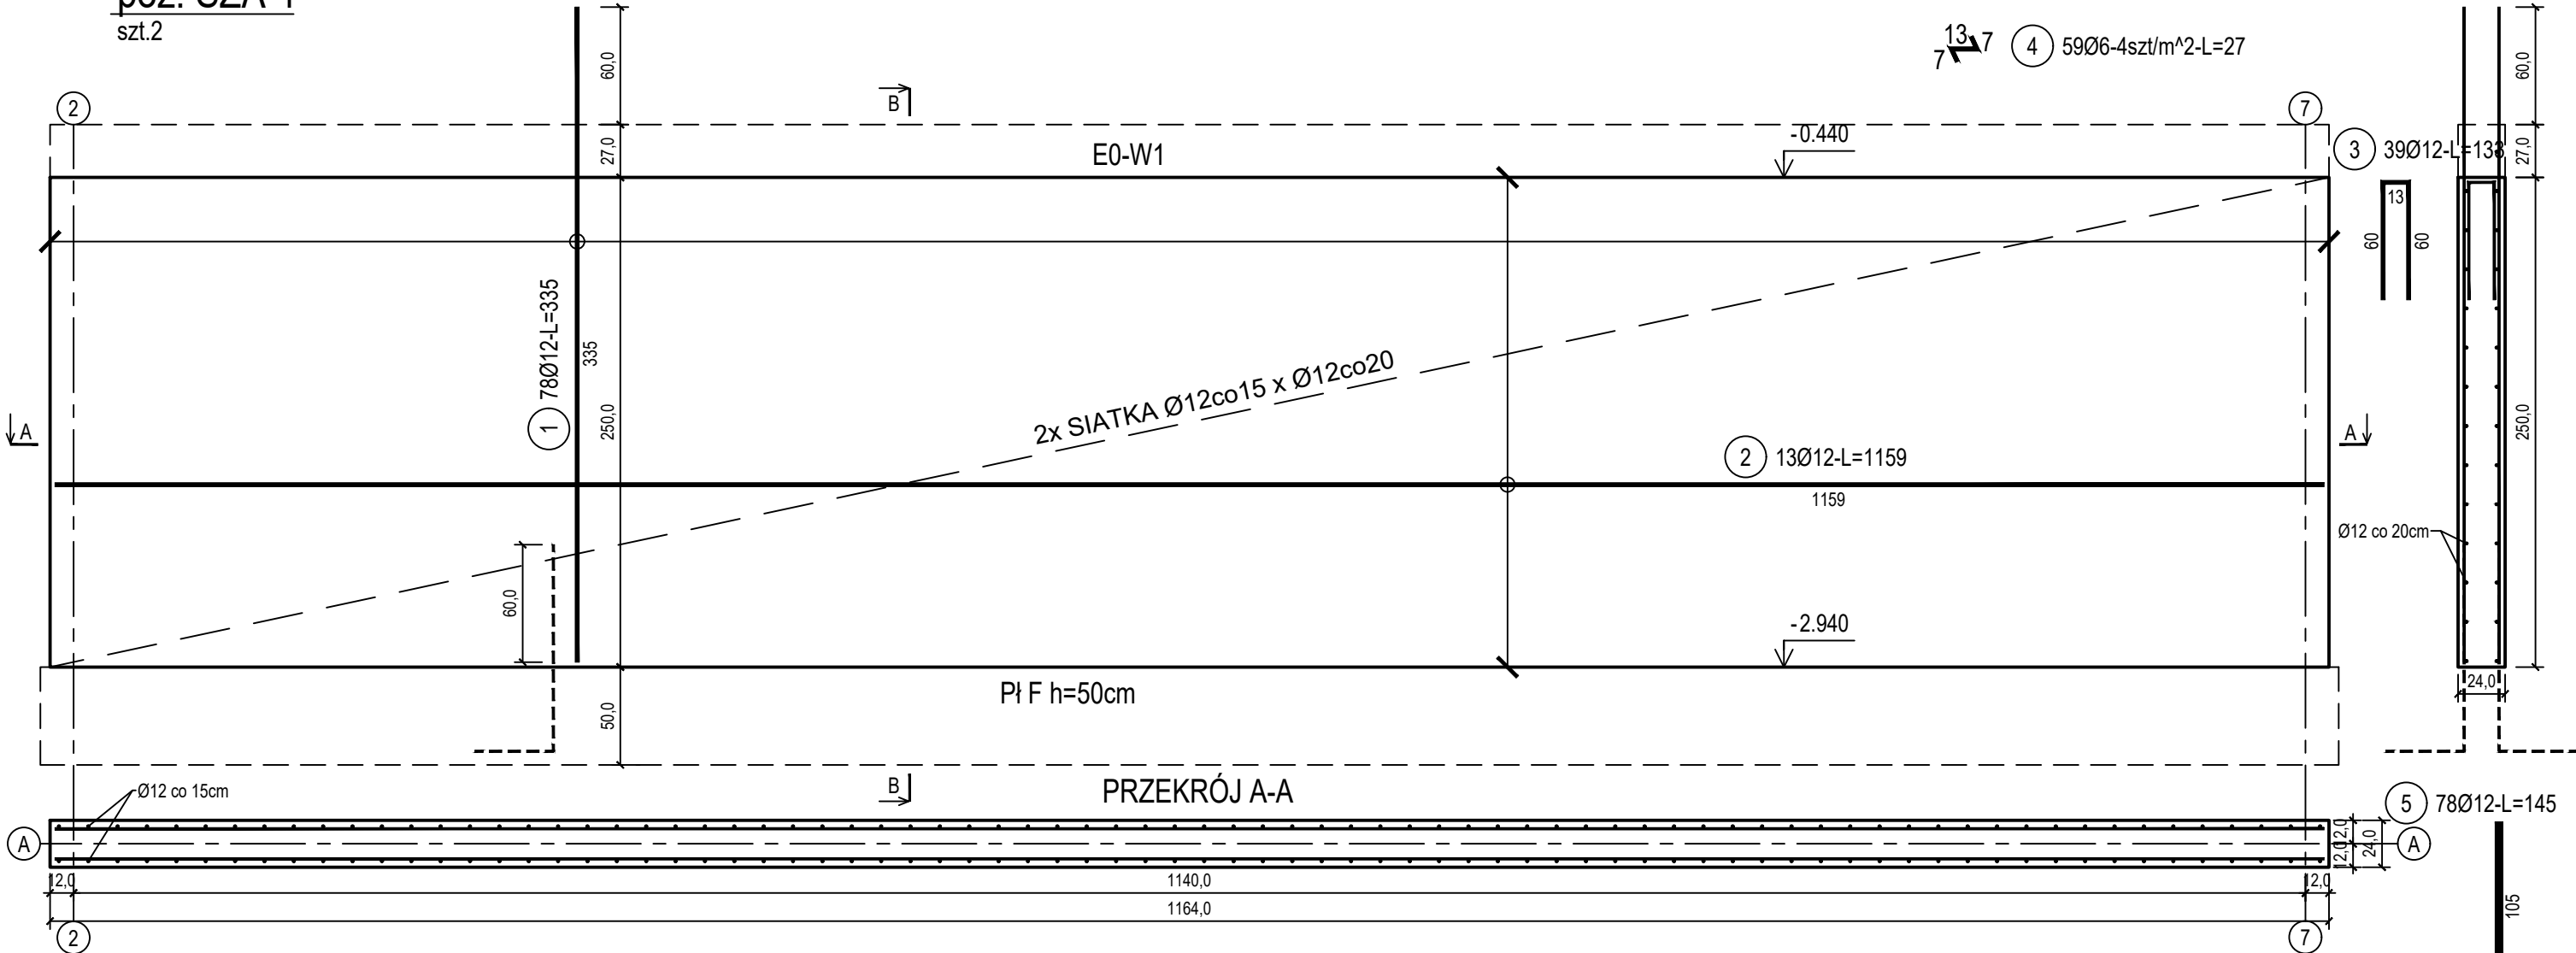 szt.2
60,0
13
7
7
4
59Ø6-4szt/m^2-L=27
60,0
2
B
7
27,0
E0-W1
-0.440
3
39Ø12-L=133
27,0
13
60
60
1
78Ø12-L=335
335
250,0
2x SIATKA Ø12co15 x Ø12co20
250,0
A
A
2
13Ø12-L=1159
1159
Ø12 co 20cm
60,0
-2.940
24,0
Pł F h=50cm
50,0
B
PRZEKRÓJ A-A
Ø12 co 15cm
5
78Ø12-L=145
A
12,0
12,0
24,0
A
12,0
1140,0
12,0
1164,0
105
2
7